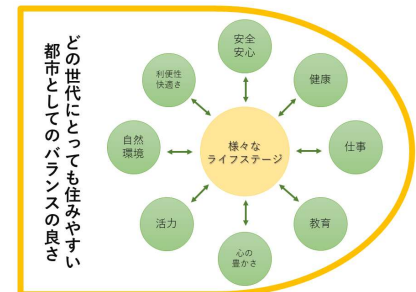 どの世代にとっても住みやすい
都市としてのバランスの良さ
安全
安心
健康
仕事
教育
心の
豊かさ
活力
自然
環境
利便性
快適さ
様々な
ライフステージ